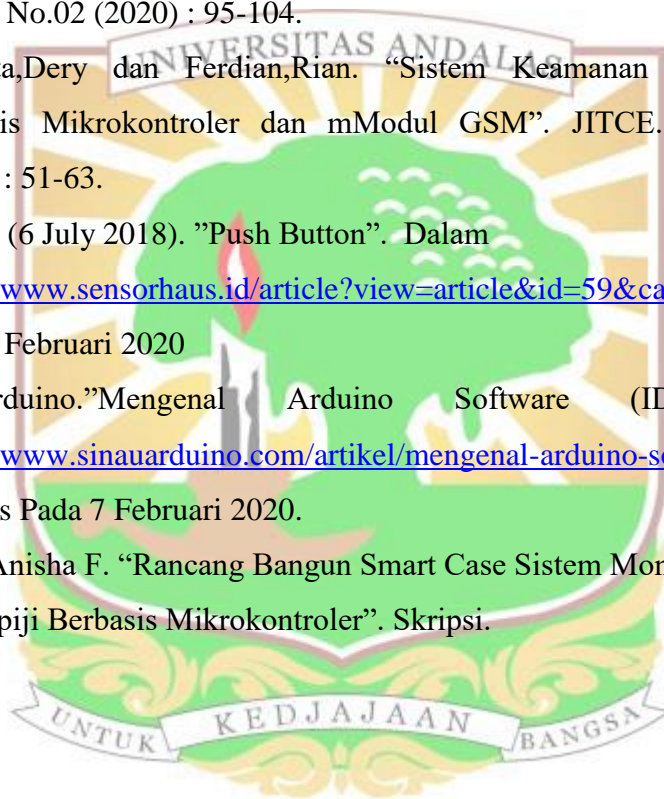 No.02 (2020) : 95-104.
UNIVERSITAS ANDALAS
ta,Dery dan Ferdian,Rian. “Sistem Keamanan
is Mikrokontroler dan mModul GSM”. JITCE.
: 51-63.
(6 July 2018). ”Push Button”. Dalam
www.sensorhaus.id/article?view=article&id=59&ca
Februari 2020
rduino.”Mengenal Arduino Software (ID
www.sinauarduino.com/artikel/mengenal-arduino-so
s Pada 7 Februari 2020.
Anisha F. “Rancang Bangun Smart Case Sistem Mon
piji Berbasis Mikrokontroler”. Skripsi.
UNTUK KEDJAJAAN BANGSA